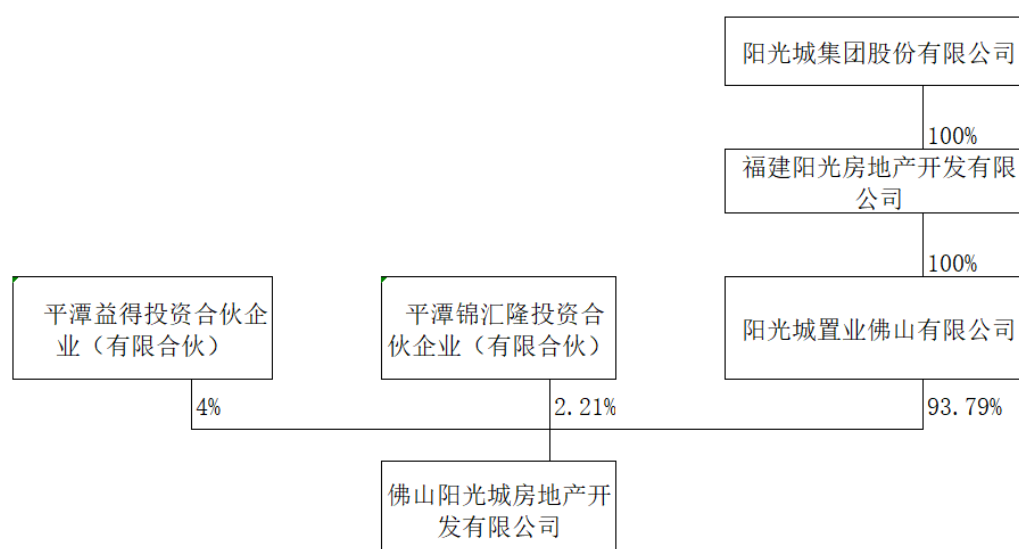 阳光城集团股份有限公司
100%
福建阳光房地产开发有限
公司
100%
平潭益得投资合伙企
业（有限合伙）
平潭锦汇隆投资合
伙企业（有限合伙）
阳光城置业佛山有限公司
4%
2.21%
93.79%
佛山阳光城房地产开
发有限公司